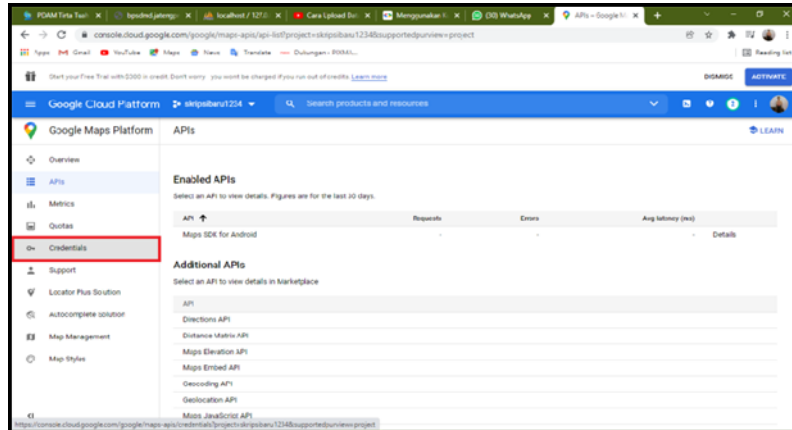 PDAM Tirta
localhost / 127.0.
Cara Upload
Menggunakan
(30) WhatsApp
APIs – Google M
console.cloud.google.com/google/maps-apis/api-list?project=skripsibaru1234&supportedpurview=project
Apps Gmail YouTube Maps News Translate Dukungan
Reading list
Start your Free Trial with $300 in credit. Don't worry you won't be charged if you run out of credits. Learn more
DISMISS ACTIVATE
Google Cloud Platform skripsibaru1234 Search products and resources
Google Maps Platform APIs LEARN
Overview
APIs
Metrics
Quotas
Credentials
Support
Locator Plus Solution
Autocomplete solution
Map Management
Map Styles
Enabled APIs
Select an API to view details. Figures are for the last 30 days.
API Requests Errors Avg latency (ms)
Maps SDK for Android - - - Details
Additional APIs
Select an API to view details in Marketplace
API
Directions API
Distance Matrix API
Maps Elevation API
Maps Embed API
Geocoding API
Geolocation API
Maps JavaScript API
https://console.cloud.google.com/google/maps-apis/credentials?project=skripsibaru1234&supportedpurview=project